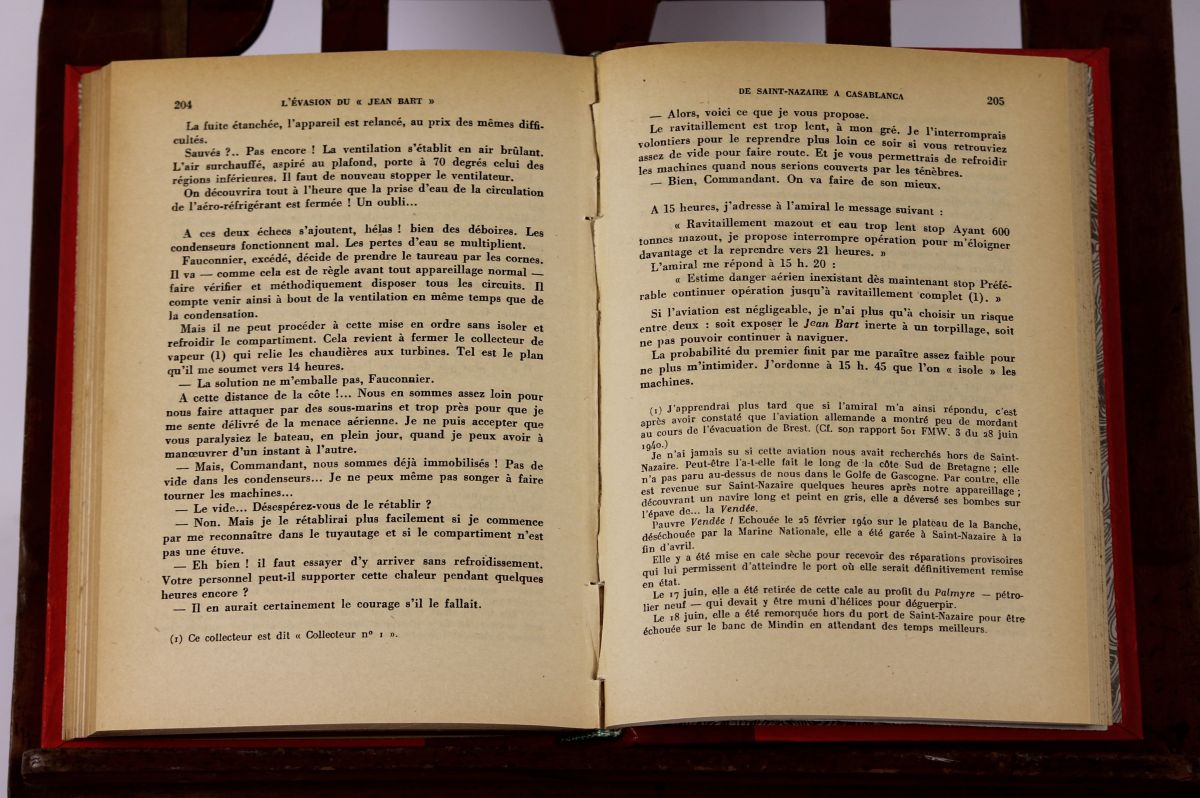 204
L'ÉVASION DU « JEAN BART »
La fuite étanchée, l'appareil est relancé, au prix des mêmes diffi-
cultés.
Sauvés ?.. Pas encore ! La ventilation s'établit en air brûlant.
L'air surchauffé, aspiré au plafond, porte à 70 degrés celui des
régions inférieures. Il faut de nouveau stopper le ventilateur.
On découvrira tout à l'heure que la prise d'eau de la circulation
de l'aéro-réfrigérant est fermée ! Un oubli...
A ces deux échecs s'ajoutent, hélas ! bien des déboires. Les
condenseurs fonctionnent mal. Les pertes d'eau se multiplient.
Fauconnier, excédé, décide de prendre le taureau par les cornes.
Il va — comme cela est de règle avant tout appareillage normal —
faire vérifier et méthodiquement disposer tous les circuits. Il
compte venir ainsi à bout de la ventilation en même temps que de
la condensation.
Mais il ne peut procéder à cette mise en ordre sans isoler et
refroidir le compartiment. Cela revient à fermer le collecteur de
vapeur (1) qui relie les chaudières aux turbines. Tel est le plan
qu'il me soumet vers 14 heures.
— La solution ne m'emballe pas, Fauconnier.
A cette distance de la côte !... Nous en sommes assez loin pour
nous faire attaquer par des sous-marins et trop près pour que je
me sente délivré de la menace aérienne. Je ne puis accepter que
vous paralysiez le bateau, en plein jour, quand je peux avoir à
manœuvrer d'un instant à l'autre.
— Mais, Commandant, nous sommes déjà immobilisés ! Pas de
vide dans les condenseurs... Je ne peux même pas songer à faire
tourner les machines...
— Le vide... Désespérez-vous de le rétablir ?
— Non. Mais je le rétablirai plus facilement si je commence
par me reconnaître dans le tuyautage et si le compartiment n'est
pas une étuve.
— Eh bien ! il faut essayer d'y arriver sans refroidissement.
Votre personnel peut-il supporter cette chaleur pendant quelques
heures encore ?
— Il en aurait certainement le courage s'il le fallait.
(1) Ce collecteur est dit « Collecteur n° 1 ».
DE SAINT-NAZAIRE A CASABLANCA
205
— Alors, voici ce que je vous propose.
Le ravitaillement est trop lent, à mon gré. Je l'interromprais
volontiers pour le reprendre plus loin ce soir si vous retrouviez
assez de vide pour faire route. Et je vous permettrais de refroidir
les machines quand nous serions couverts par les ténèbres.
— Bien, Commandant. On va faire de son mieux.
A 15 heures, j'adresse à l'amiral le message suivant :
« Ravitaillement mazout et eau trop lent stop Ayant 600
tonnes mazout, je propose interrompre opération pour m'éloigner
davantage et la reprendre vers 21 heures. »
L'amiral me répond à 15 h. 20 :
« Estime danger aérien inexistant dès maintenant stop Préfé-
rable continuer opération jusqu'à ravitaillement complet (1). »
Si l'aviation est négligeable, je n'ai plus qu'à choisir un risque
entre deux : soit exposer le Jean Bart inerte à un torpillage, soit
ne pas pouvoir continuer à naviguer.
La probabilité du premier finit par me paraître assez faible pour
ne plus m'intimider. J'ordonne à 15 h. 45 que l'on « isole » les
machines.
(1) J'apprendrai plus tard que si l'amiral m'a ainsi répondu, c'est
après avoir constaté que l'aviation allemande a montré peu de mordant
au cours de l'évacuation de Brest. (Cf. son rapport 501 FMW. 3 du 28 juin
1940.)
Je n'ai jamais su si cette aviation nous avait recherchés hors de Saint-
Nazaire. Peut-être l'a-t-elle fait le long de la côte Sud de Bretagne ; elle
n'a pas paru au-dessus de nous dans le Golfe de Gascogne. Par contre, elle
est revenue sur Saint-Nazaire quelques heures après notre appareillage ;
découvrant un navire long et peint en gris, elle a déversé ses bombes sur
l'épave de... la Vendée.
Pauvre Vendée ! Echouée le 25 février 1940 sur le plateau de la Banche,
déséchouée par la Marine Nationale, elle a été garée à Saint-Nazaire à la
fin d'avril.
Elle y a été mise en cale sèche pour recevoir des réparations provisoires
qui lui permissent d'atteindre le port où elle serait définitivement remise
en état.
Le 17 juin, elle a été retirée de cette cale au profit du Palmyre — pétro-
lier neuf — qui devait y être muni d'hélices pour déguerpir.
Le 18 juin, elle a été remorquée hors du port de Saint-Nazaire pour être
échouée sur le banc de Mindin en attendant des temps meilleurs.